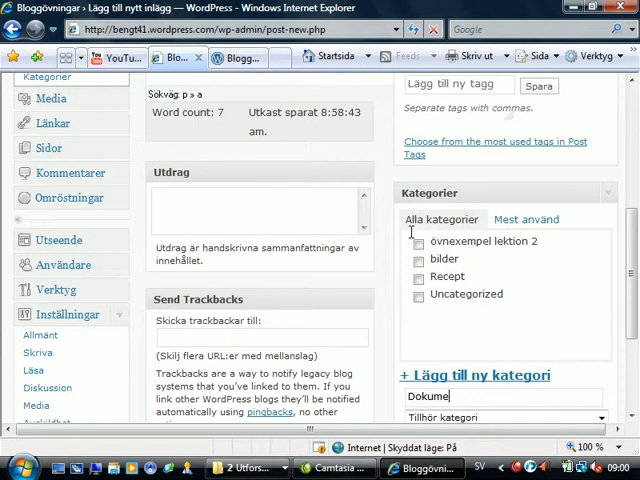 Bloggövningar › Lägg till nytt inlägg — WordPress - Windows Internet Explorer
http://bengt41.wordpress.com/wp-admin/post-new.php
Google
YouTu...
Blo...
Blogg...
Startsida
Feeds
Skriv ut
Sida
Verktyg
Kategorier
Media
Länkar
Sidor
Kommentarer
Omröstningar
Utseende
Användare
Verktyg
Inställningar
Allmänt
Skriva
Läsa
Diskussion
Media
Sökväg: p » a
Word count: 7
Utkast sparat 8:58:43
am.
Utdrag
Utdrag är handskrivna sammanfattningar av
innehållet.
Send Trackbacks
Skicka trackbackar till:
(Skilj flera URL:er med mellanslag)
Trackbacks are a way to notify legacy blog
systems that you've linked to them. If you
link other WordPress blogs they'll be notified
automatically using pingbacks, no other
Lägg till ny tagg
Spara
Separate tags with commas.
Choose from the most used tags in Post
Tags
Kategorier
Alla kategorier
Mest använd
övnexempel lektion 2
bilder
Recept
Uncategorized
+ Lägg till ny kategori
Dokume
Tillhör kategori
Internet | Skyddat läge: På
100 %
2 Utfors...
Camtasia ...
Bloggövni...
SV
09:00